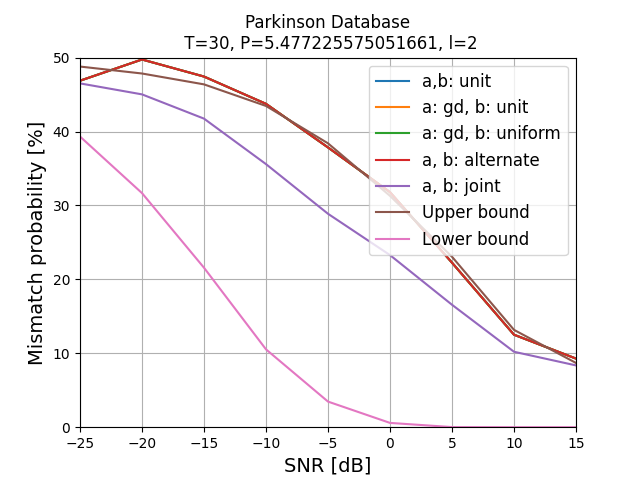 Parkinson Database
T=30, P=5.477225575051661, l=2
Mismatch probability [%]
50
40
30
20
10
0
a,b: unit
a: gd, b: unit
a: gd, b: uniform
a, b: alternate
a, b: joint
Upper bound
Lower bound
−25 −20 −15 −10 −5 0 5 10 15
SNR [dB]